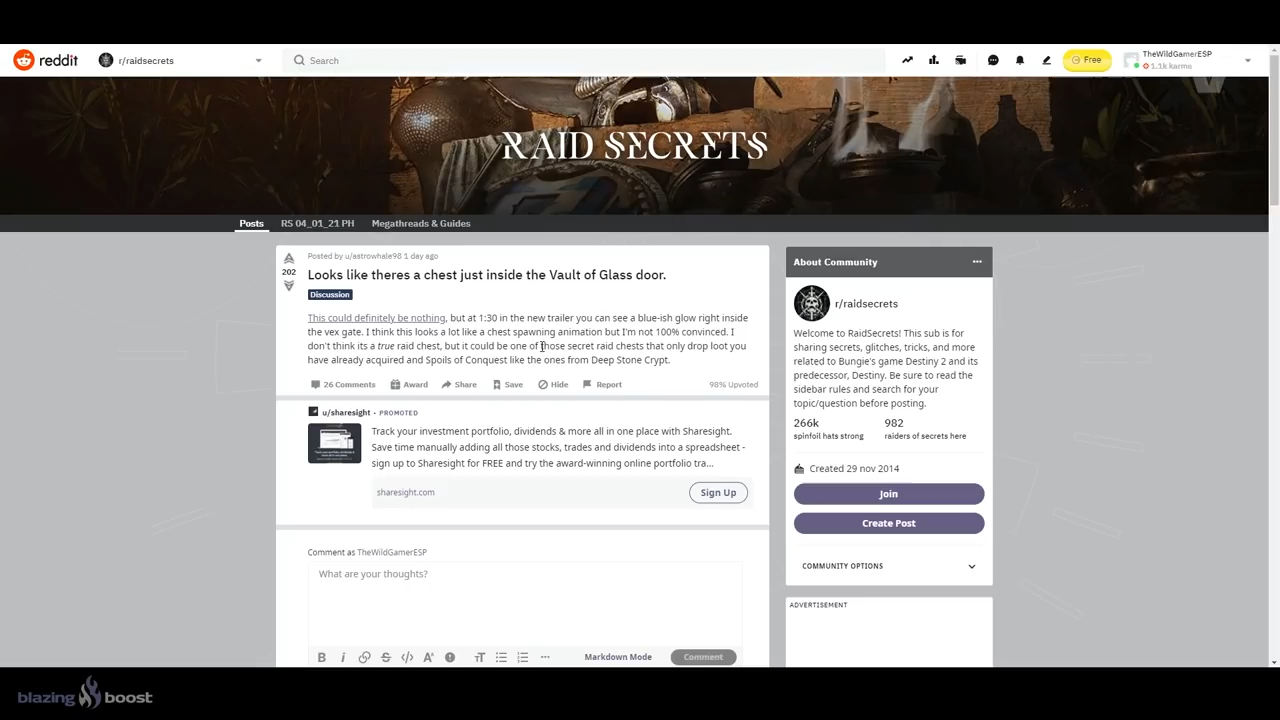 reddit
r/raidsecrets
Search
Free
TheWildGamerESP
1.1k karma
RAID SECRETS
Posts
RS 04_01_21 PH
Megathreads & Guides
Posted by u/astrowhale98 1 day ago
202
Looks like theres a chest just inside the Vault of Glass door.
Discussion
This could definitely be nothing, but at 1:30 in the new trailer you can see a blue-ish glow right inside
the vex gate. I think this looks a lot like a chest spawning animation but I'm not 100% convinced. I
don't think its a true raid chest, but it could be one of those secret raid chests that only drop loot you
have already acquired and Spoils of Conquest like the ones from Deep Stone Crypt.
26 Comments
Award
Share
Save
Hide
Report
98% Upvoted
u/sharesight • PROMOTED
Track your investment portfolio, dividends & more all in one place with Sharesight.
Save time manually adding all those stocks, trades and dividends into a spreadsheet -
sign up to Sharesight for FREE and try the award-winning online portfolio tra...
sharesight.com
Sign Up
Comment as TheWildGamerESP
What are your thoughts?
Markdown Mode
Comment
About Community
r/raidsecrets
Welcome to RaidSecrets! This sub is for
sharing secrets, glitches, tricks, and more
related to Bungie's game Destiny 2 and its
predecessor, Destiny. Be sure to read the
sidebar rules and search for your
topic/question before posting.
266k
982
spinfoil hats strong
raiders of secrets here
Created 29 nov 2014
Join
Create Post
COMMUNITY OPTIONS
ADVERTISEMENT
blazing boost